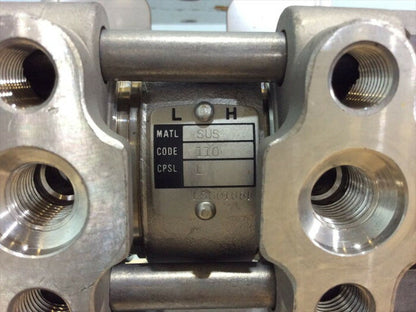 L H
MATL SUS
CODE 110
CPSL L